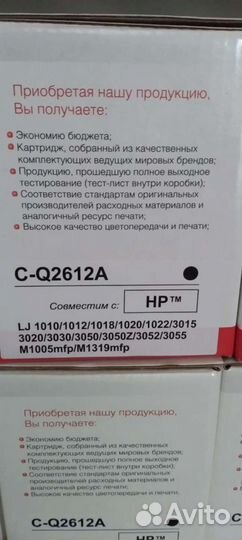 Приобретая нашу продукцию,
Вы получаете:
Экономию бюджета;
Картридж, собранный из качественных
комплектующих ведущих мировых брендов;
Продукцию, прошедшую полное выходное
тестирование (тест-лист внутри коробки);
Соответствие стандартам оригинальных
производителей расходных материалов и
аналогичный ресурс печати;
Высокое качество цветопередачи и печати;
C-Q2612A
Совместим с:
HP™
LJ 1010/1012/1018/1020/1022/3015
3020/3030/3050/3050Z/3052/3055
M1005mfp/M1319mfp
Приобретая нашу продукцию,
Вы получаете:
Экономию бюджета;
Картридж, собранный из качественных
комплектующих ведущих мировых брендов;
Продукцию, прошедшую полное выходное
тестирование (тест-лист внутри коробки);
Соответствие стандартам оригинальных
производителей расходных материалов и
аналогичный ресурс печати;
Высокое качество цветопередачи и печати;
C-Q2612A
HP™
Avito